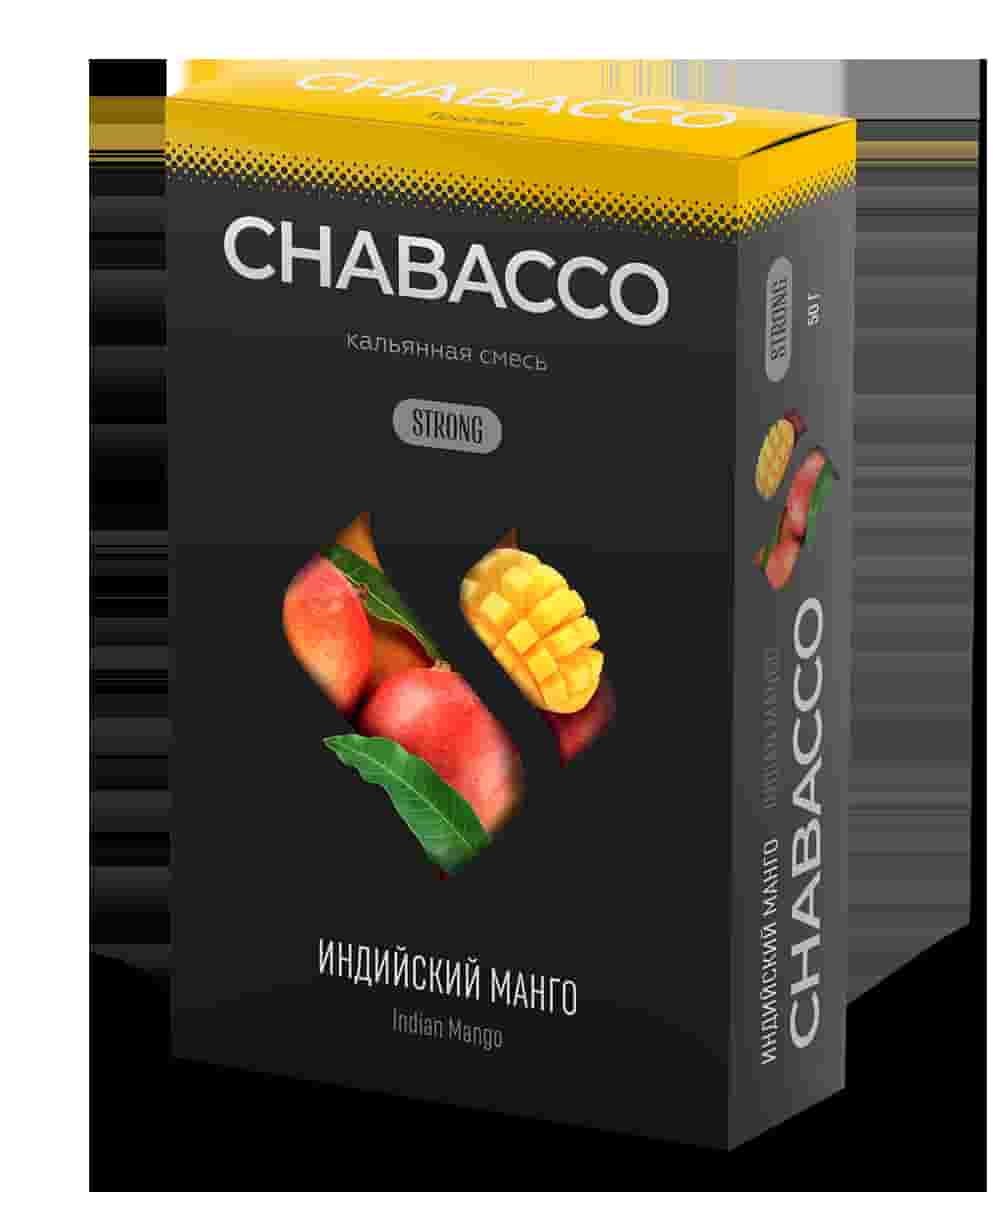 CHABACCO
CHABACCO
кальянная смесь
STRONG
ИНДИЙСКИЙ МАНГО
Indian Mango
STRONG
50 Г
ИНДИЙСКИЙ МАНГО
CHABACCO